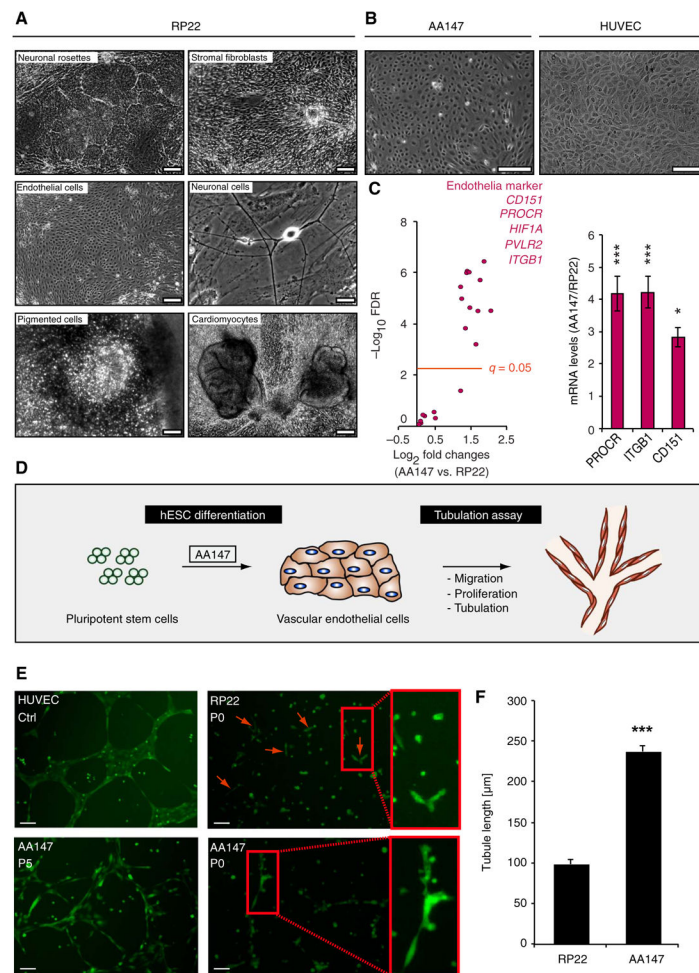 A
RP22
Neuronal rosettes
Stromal fibroblasts
Endothelial cells
Neuronal cells
Pigmented cells
Cardiomyocytes
B
AA147
HUVEC
C
Endothelia marker
CD151
PROCR
HIF1A
PVLR2
ITGB1
–Log10 FDR
8
6
4
2
0
q = 0.05
–0.5
0.5
1.5
2.5
Log2 fold changes
(AA147 vs. RP22)
mRNA levels (AA147/RP22)
5
4
3
2
1
0
***
***
*
PROCR
ITGB1
CD151
D
hESC differentiation
Tubulation assay
AA147
- Migration
- Proliferation
- Tubulation
Pluripotent stem cells
Vascular endothelial cells
E
HUVEC
Ctrl
RP22
P0
AA147
P5
AA147
P0
F
Tubule length [µm]
300
250
200
150
100
50
0
***
RP22
AA147